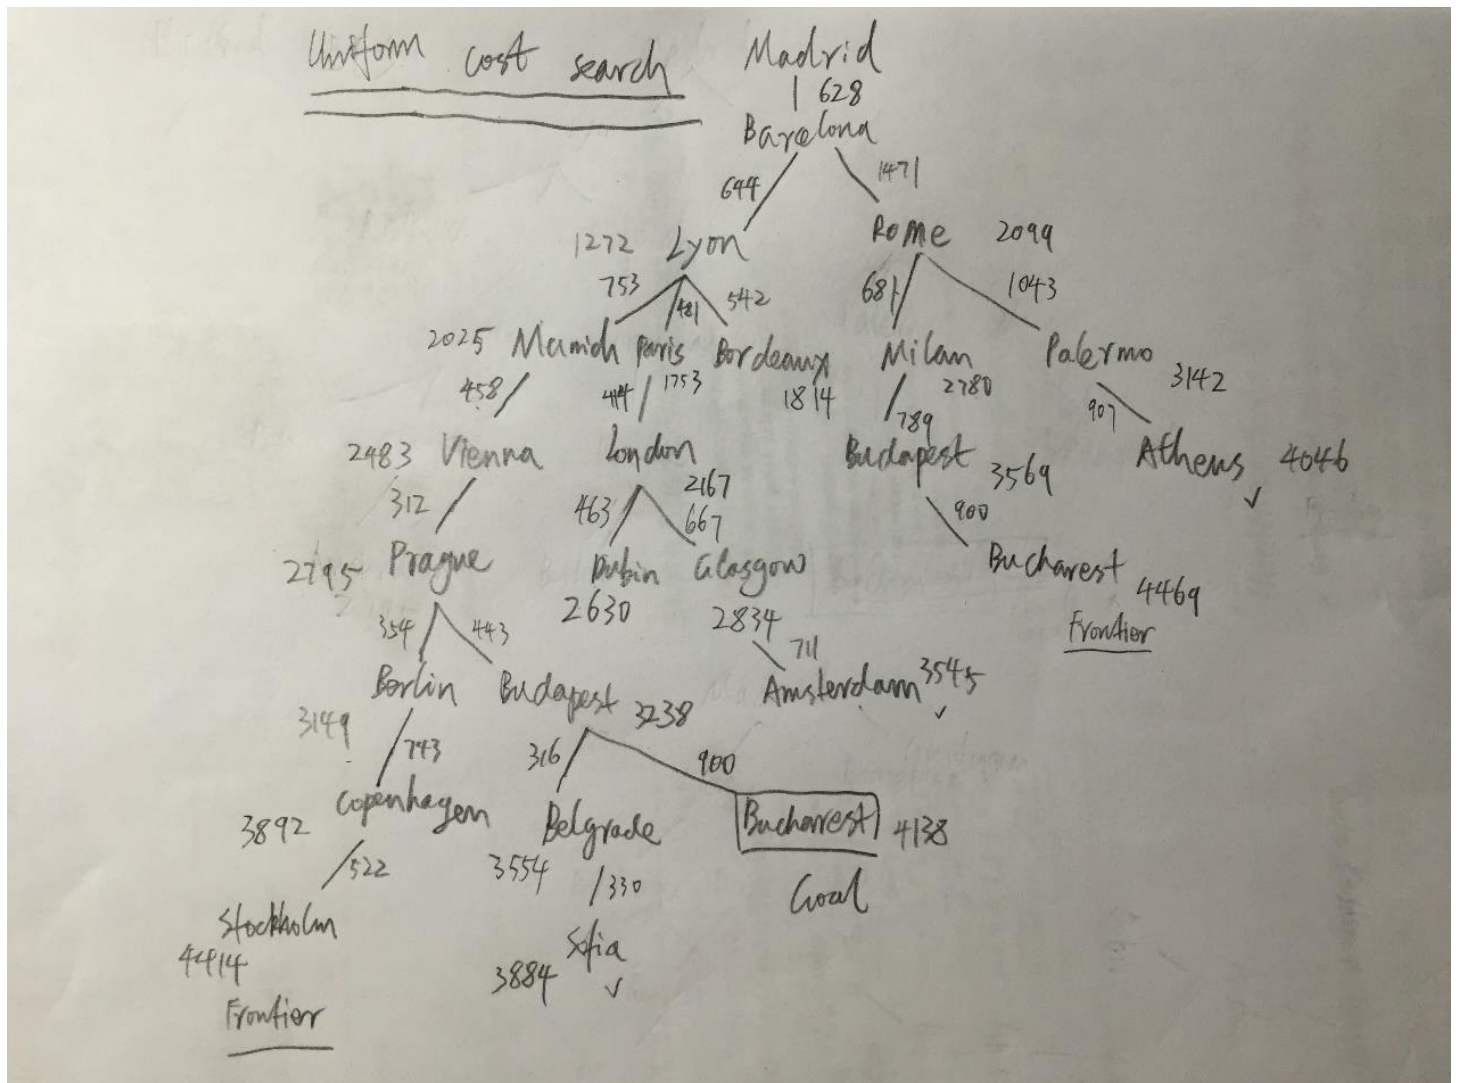 Uniform cost search
Madrid
628
Barcelona
644 1471
1272 Lyon Rome 2099
753 481 542 681 1043
2025 Munich Paris Bordeaux Milan Palermo
458 414 1753 1814 2780 3142
789 907
2483 Vienna London Budapest 3569 Athens 4046
312 463 2167 667 900
2795 Prague Dubin Glasgow Bucharest 4469
2630 2834 Frontier
354 443 711
Berlin Budapest 3238 Amsterdam 3545
3149 743 316 900
Copenhagen Belgrade Bucharest 4138
3892 522 3554 330 Goal
Stockholm Sofia
4414 3884
Frontier